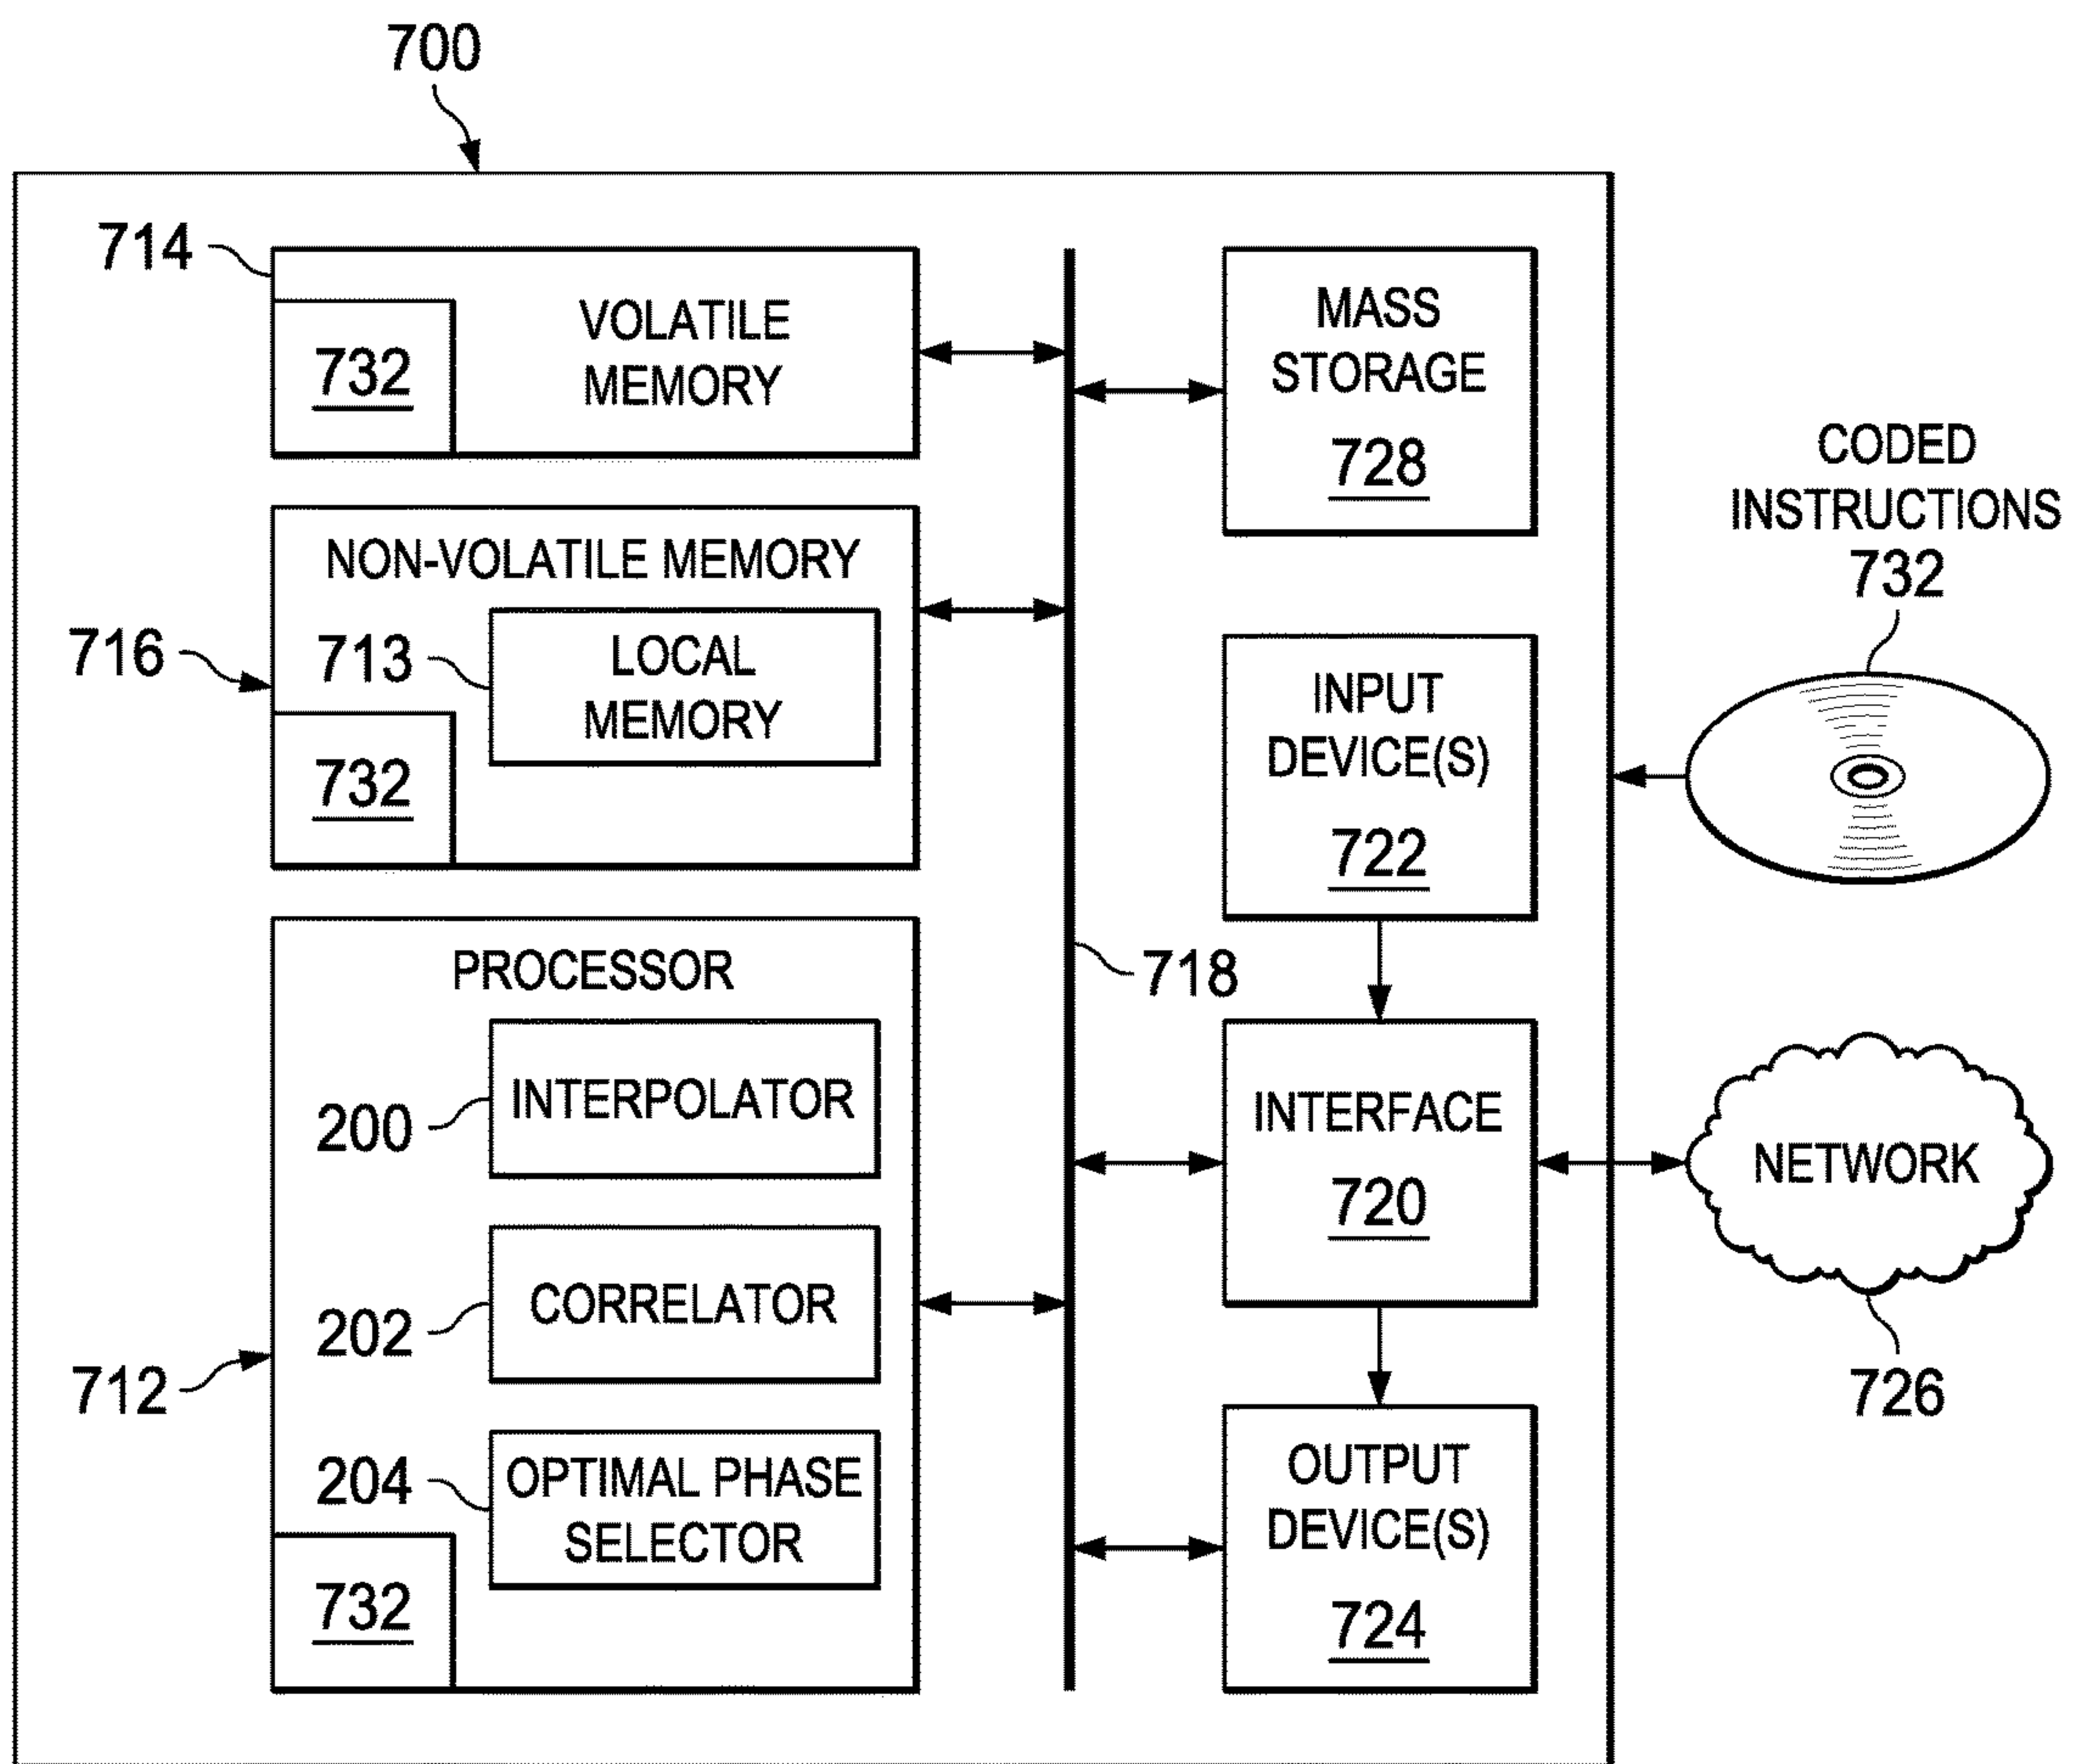 700
714
VOLATILE
MEMORY
732
NON-VOLATILE MEMORY
716
713
LOCAL
MEMORY
732
PROCESSOR
200
INTERPOLATOR
202
CORRELATOR
712
204
OPTIMAL PHASE
SELECTOR
732
718
MASS
STORAGE
728
INPUT
DEVICE(S)
722
INTERFACE
720
OUTPUT
DEVICE(S)
724
CODED
INSTRUCTIONS
732
NETWORK
726